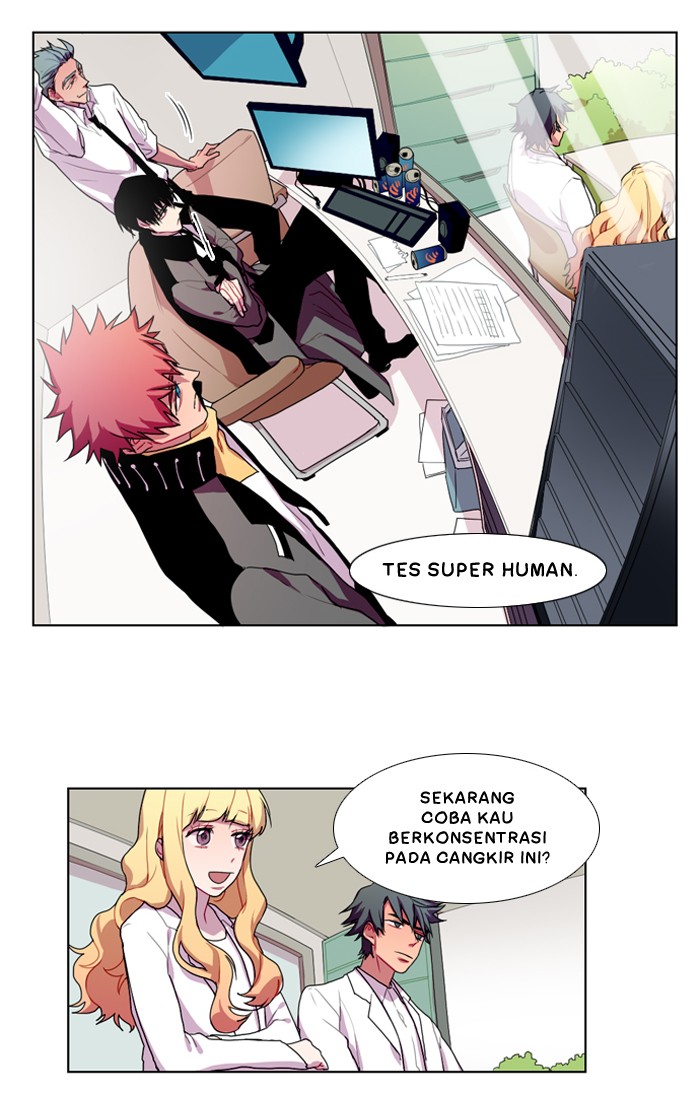 TES SUPER HUMAN.
SEKARANG
COBA KAU
BERKONSENTRASI
PADA CANGKIR INI?